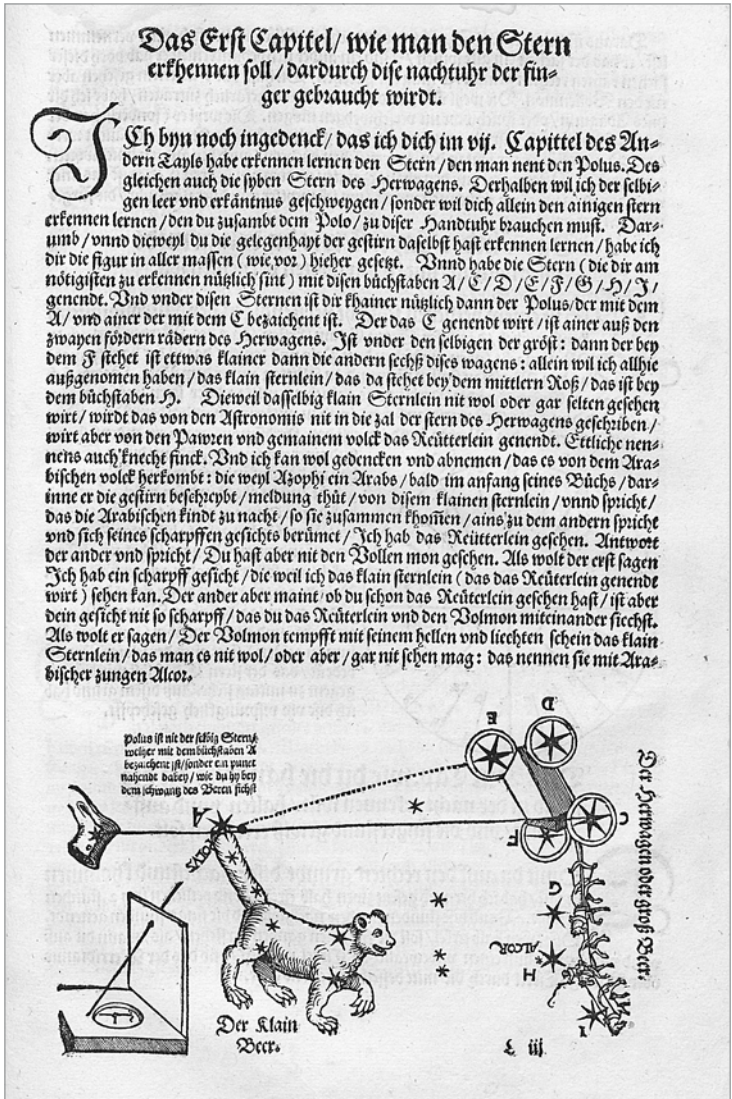 Das Erst Capitel/ wie man den Stern
erkhennen soll/ dardurch dise nachtuhr der fin-
ger gebraucht wirdt.
ICh byn noch ingedenck/ das ich dich im vij. Capittel des An-
dern Tayls habe erkennen lernen den Stern/ den man nent den Polus. Des
gleichen auch die syben Stern des Herwagens. Derhalben wil ich der selbi-
gen leer vnd erkäntnus geschweygen/ sonder wil dich allein den ainigen stern
erkennen lernen/ den du zusambt dem Polo/ zu diser Handtuhr brauchen must. Dar-
umb/ vnnd dieweyl du die gelegenhayt der gestirn daselbst hast erkennen lernen/ habe ich
dir die figur in aller massen (wie vor) hieher gesetzt. Vnnd habe die Stern (die dir am
nötigisten zu erkennen nützlich sint) mit disen büchstaben A/ C/ D/ E/ F/ G/ H/ J/
genendt. Vnd vnder disen Sternen ist dir khainer nützlich dann der Polus/ der mit dem
A/ vnd ainer der mit dem C bezaichent ist. Der das C genendt wirt/ ist ainer auß den
zwayen fördern rädern des Herwagens. Jst vnder den selbigen der gröst: dann der bey
dem F stehet ist ettwas klainer dann die andern sechß dises wagens: allein wil ich allhie
außgenomen haben/ das klain sternlein/ das da stehet bey dem mittlern Roß/ das ist bey
dem büchstaben H. Dieweil dasselbig klain Sternlein nit wol oder gar selten gesehen
wirt/ wirdt das von den Astronomis nit in die zal der stern des Herwagens geschriben/
wirt aber von den Pawren vnd gemainem volck das Reütterlein genendt. Ettliche nen-
nens auch knecht finck. Vnd ich kan wol gedencken vnd abnemen/ das es von dem Ara-
bischen volck herkombt: die weyl Azophi ein Arabs/ bald im anfang seines Büchs/ dar-
inne er die gestirn beschreybt/ meldung thüt/ von disem klainen sternlein/ vnnd spricht/
das die Arabischen kindt zu nacht/ so sie zusammen khom̄en/ ains zu dem andern spricht
vnd sich seines scharpffen gesichts berümet/ Jch hab das Reütterlein gesehen. Antwort
der ander vnd spricht/ Du hast aber nit den Vollen mon gesehen. Als wolt der erst sagen
Jch hab ein scharpff gesicht/ die weil ich das klain sternlein (das das Reüterlein genendt
wirt) sehen kan. Der ander aber maint/ ob du schon das Reüterlein gesehen hast/ ist aber
dein gesicht nit so scharpff/ das du das Reüterlein vnd den Volmon miteinander siechst.
Als wolt er sagen/ Der Volmon tempfft mit seinem hellen vnd liechten schein das klain
Sternlein/ das man es nit wol/ oder aber/ gar nit sehen mag: das nennen sie mit Ara-
bischer zungen Alcor.
Polus ist nit der selbig Stern/
welher mit dem büchstaben A
bezaichent ist/ sonder ein punct
nahendt dabey/ wie du hy bey
dem schwantz des Beren sichst
A
POLVS
D
E
C
F
G
ALCOR
H
I
Der Herwagen oder groß Beer.
Der Klain
Beer.
L iij